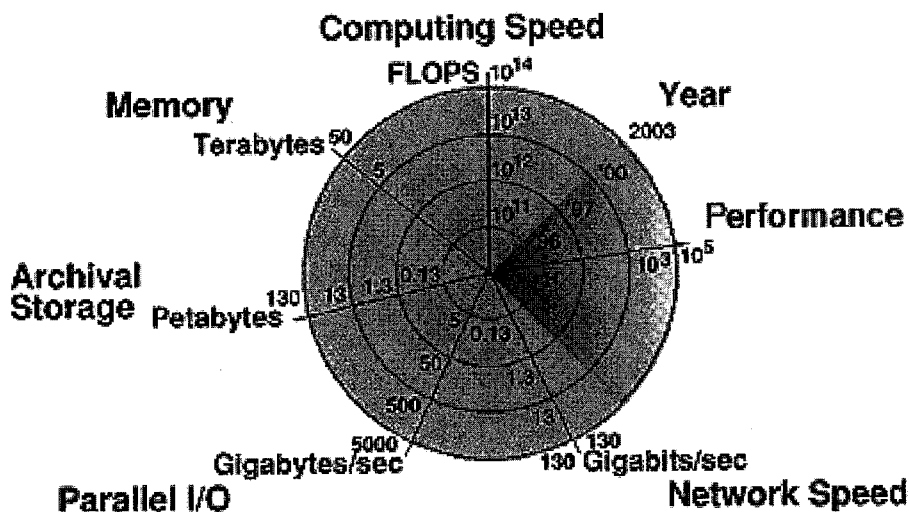 Computing Speed
FLOPS 10^14
Memory
Year
Terabytes 50
2003
10^13
5
'00
10^12
'97
10^11
'96
Performance
10^3 10^5
Archival
Storage
130
Petabytes
13
1.3
0.13
5
0.13
50
1.3
500
13
5000
130
130
Gigabytes/sec
Gigabits/sec
Parallel I/O
Network Speed